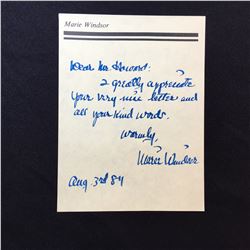 Marie Windsor
Dear Mr. Howard:
I greatly appreciate
your very nice letter and
all your kind words.
Warmly,
Marie Windsor
Aug. 3rd 84